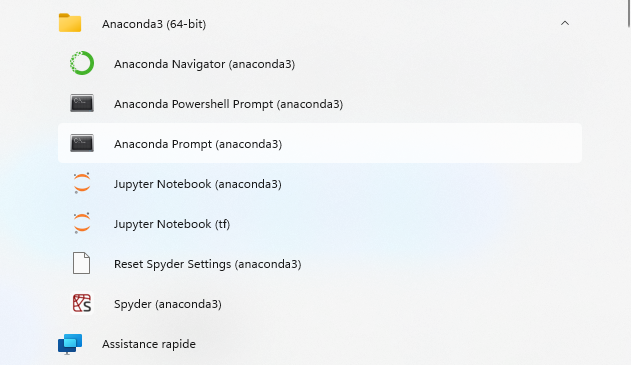 Anaconda3 (64-bit)
Anaconda Navigator (anaconda3)
Anaconda Powershell Prompt (anaconda3)
Anaconda Prompt (anaconda3)
Jupyter Notebook (anaconda3)
Jupyter Notebook (tf)
Reset Spyder Settings (anaconda3)
Spyder (anaconda3)
Assistance rapide